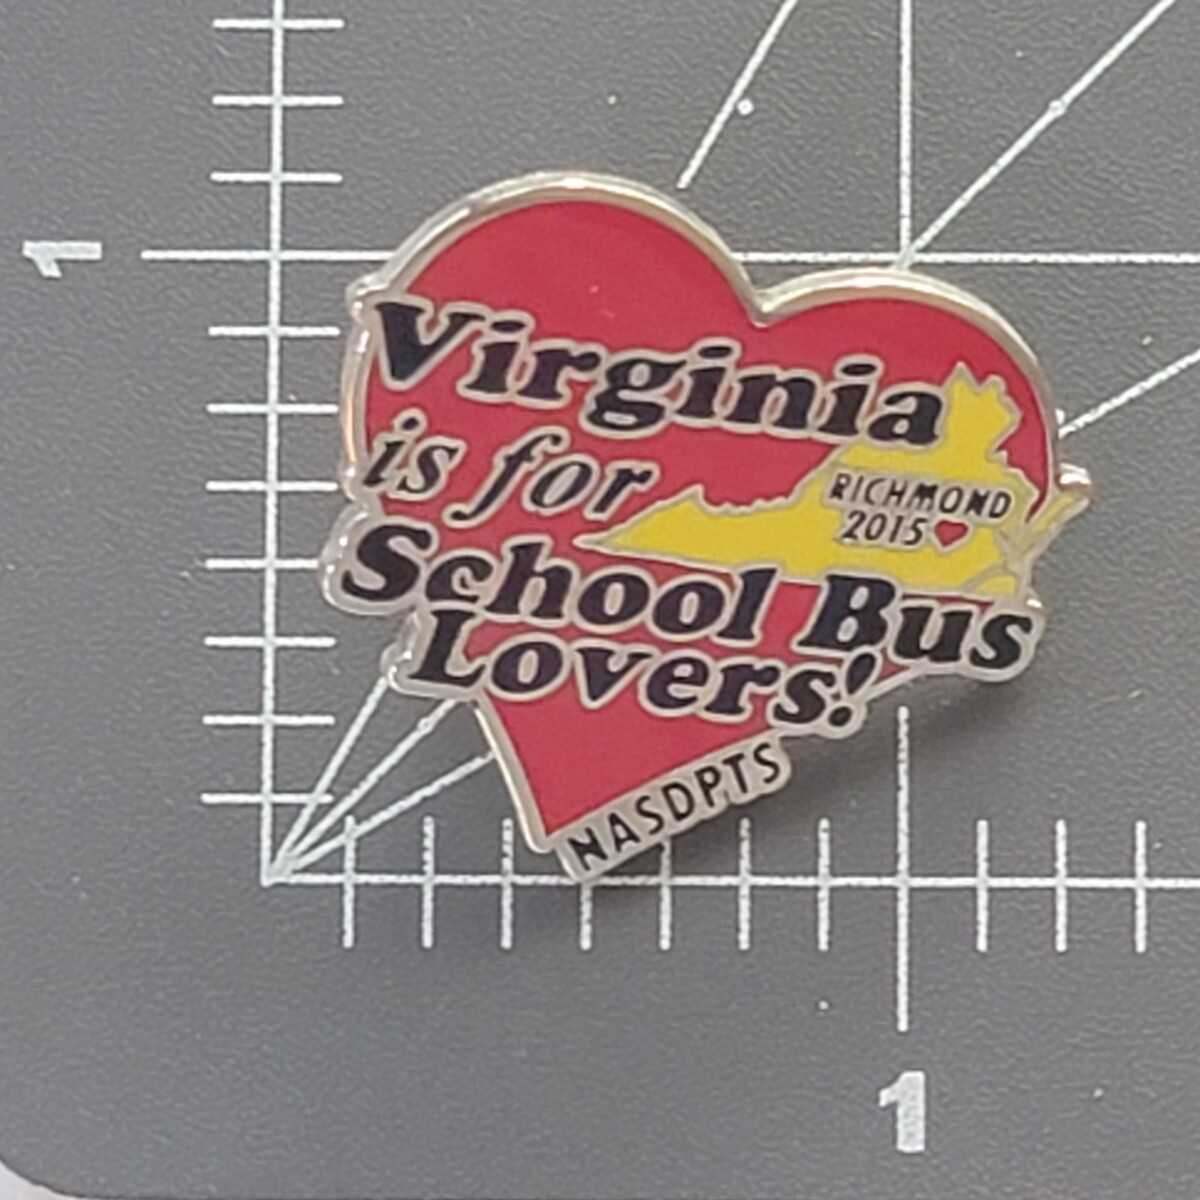 1
Virginia
is for
RICHMOND
2015
School Bus
Lovers!
NASDPTS
1